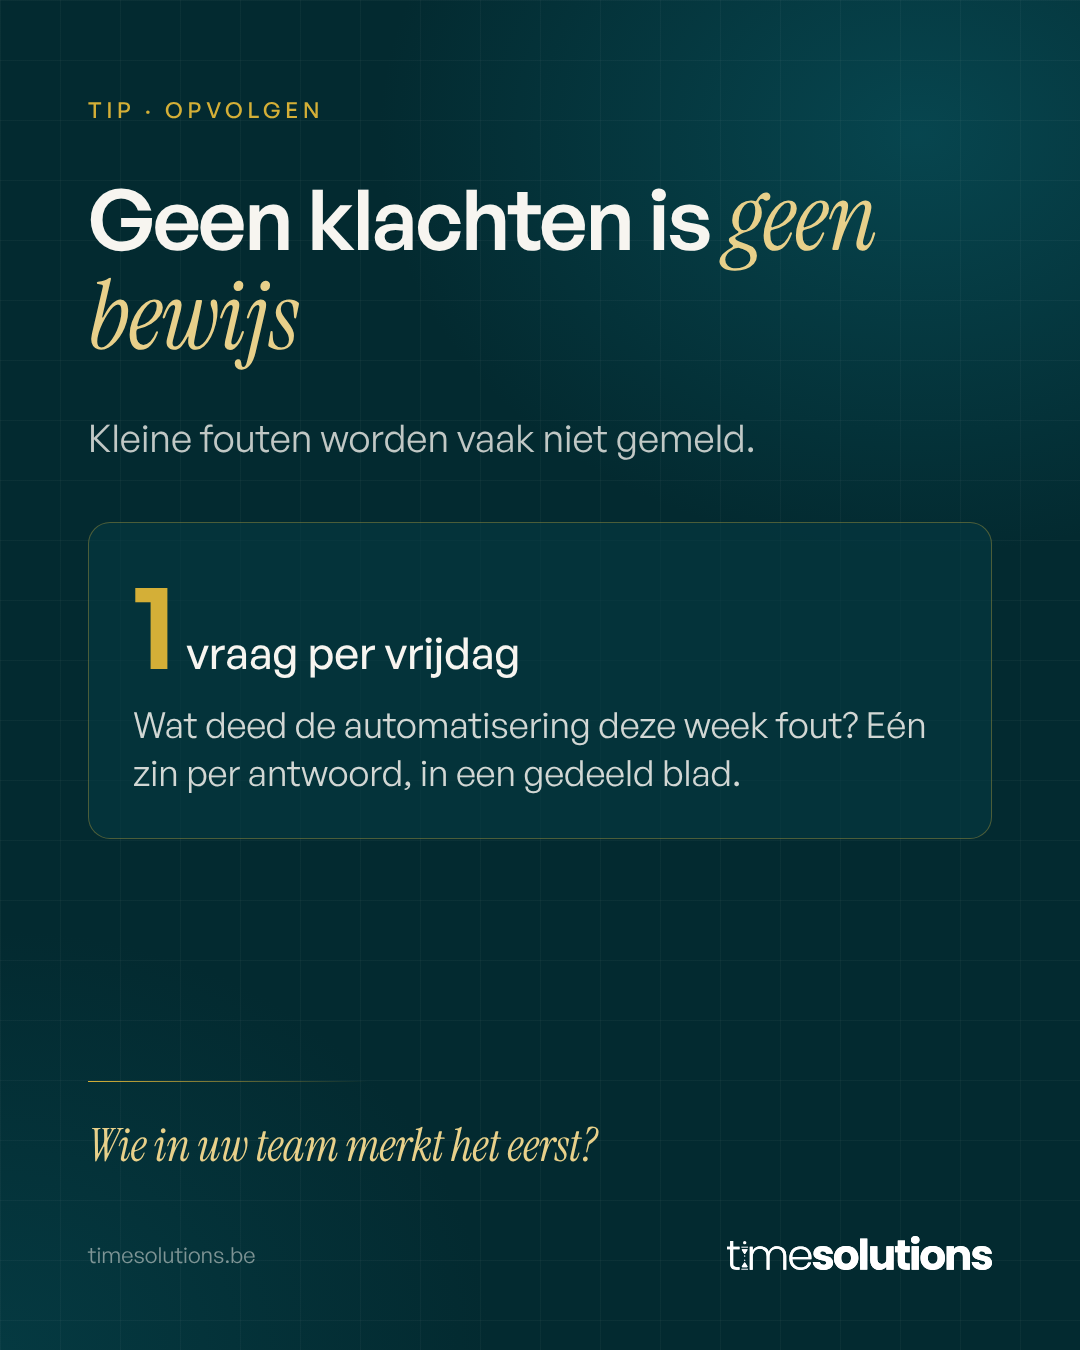 TIP · OPVOLGEN
Geen klachten is geen
bewijs
Kleine fouten worden vaak niet gemeld.
1 vraag per vrijdag
Wat deed de automatisering deze week fout? Eén
zin per antwoord, in een gedeeld blad.
Wie in uw team merkt het eerst?
timesolutions.be
timesolutions